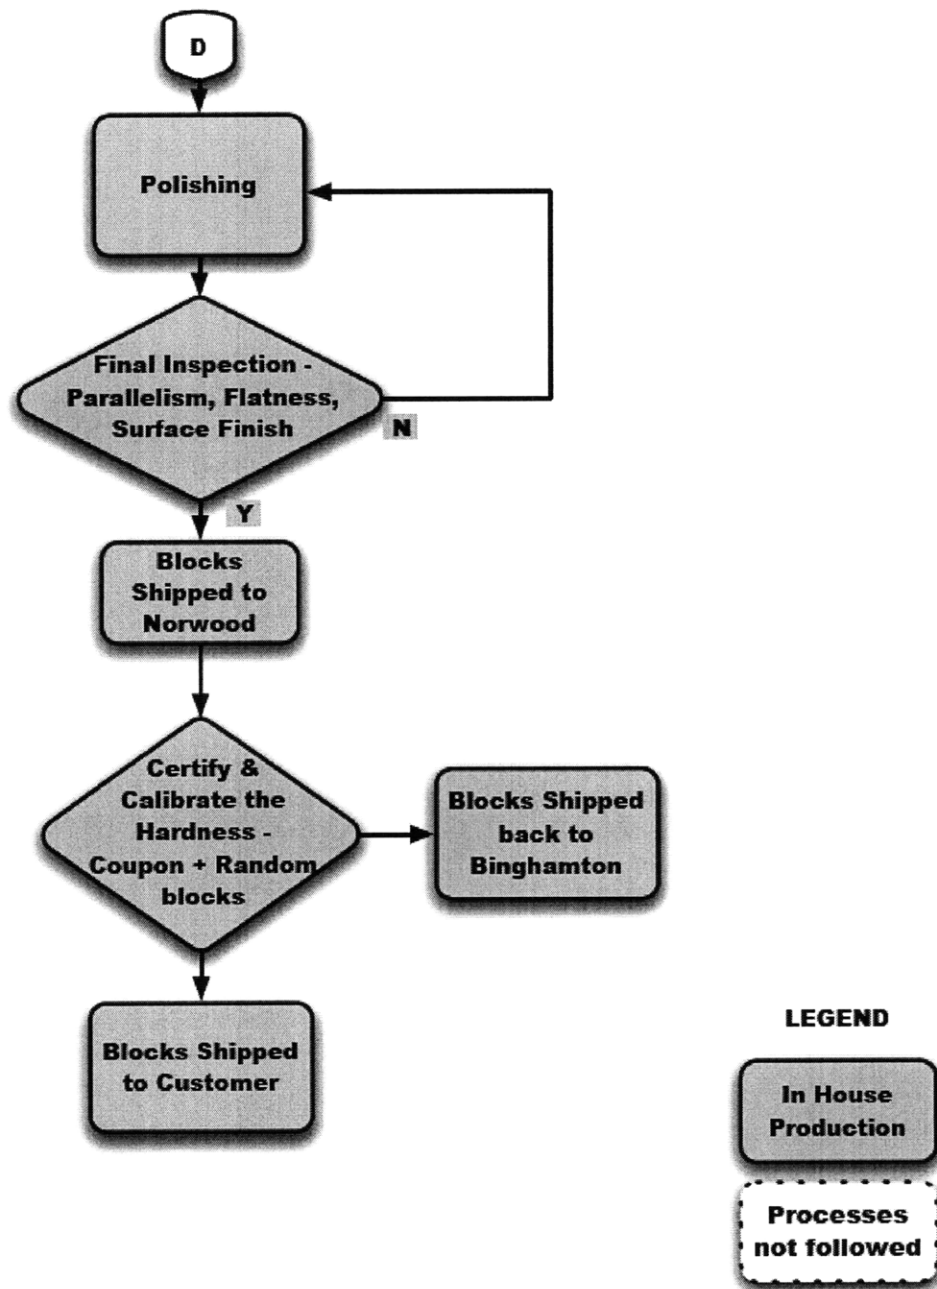 D
Polishing
Final Inspection -
Parallelism, Flatness,
Surface Finish
N
Y
Blocks
Shipped to
Norwood
Certify &
Calibrate the
Hardness -
Coupon + Random
blocks
Blocks Shipped
back to
Binghamton
Blocks Shipped
to Customer
LEGEND
In House
Production
Processes
not followed